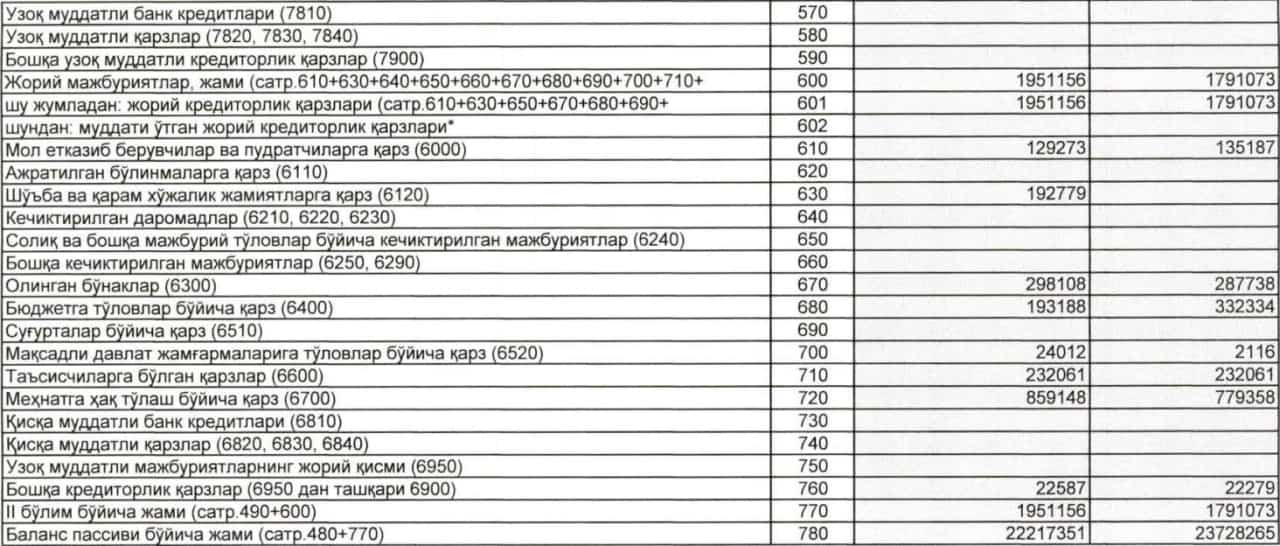 Узоқ муддатли банк кредитлари (7810) 570
Узоқ муддатли қарзлар (7820, 7830, 7840) 580
Бошқа узоқ муддатли кредиторлик қарзлар (7900) 590
Жорий мажбуриятлар, жами (сатр.610+630+640+650+660+670+680+690+700+710+ 600 1951156 1791073
шу жумладан: жорий кредиторлик қарзлари (сатр.610+630+650+670+680+690+ 601 1951156 1791073
шундан: муддати ўтган жорий кредиторлик қарзлари* 602
Мол етказиб берувчилар ва пудратчиларга қарз (6000) 610 129273 135187
Ажратилган бўлинмаларга қарз (6110) 620
Шўъба ва қарам хўжалик жамиятларга қарз (6120) 630 192779
Кечиктирилган даромадлар (6210, 6220, 6230) 640
Солиқ ва бошқа мажбурий тўловлар бўйича кечиктирилган мажбуриятлар (6240) 650
Бошқа кечиктирилган мажбуриятлар (6250, 6290) 660
Олинган бўнаклар (6300) 670 298108 287738
Бюджетга тўловлар бўйича қарз (6400) 680 193188 332334
Суғурталар бўйича қарз (6510) 690
Мақсадли давлат жамғармаларига тўловлар бўйича қарз (6520) 700 24012 2116
Таъсисчиларга бўлган қарзлар (6600) 710 232061 232061
Меҳнатга ҳақ тўлаш бўйича қарз (6700) 720 859148 779358
Қисқа муддатли банк кредитлари (6810) 730
Қисқа муддатли қарзлар (6820, 6830, 6840) 740
Узоқ муддатли мажбуриятларнинг жорий қисми (6950) 750
Бошқа кредиторлик қарзлар (6950 дан ташқари 6900) 760 22587 22279
II бўлим бўйича жами (сатр.490+600) 770 1951156 1791073
Баланс пассиви бўйича жами (сатр.480+770) 780 22217351 23728265